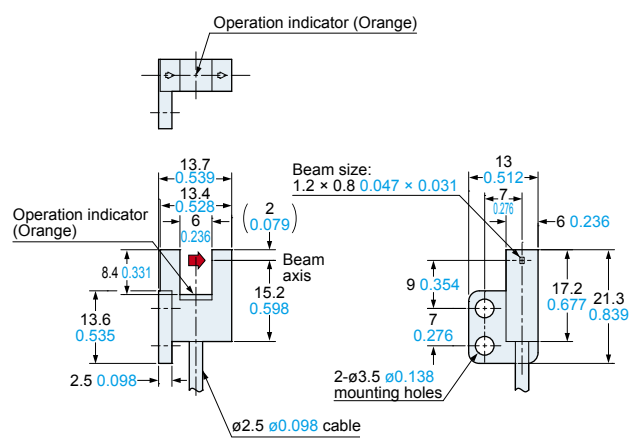 Operation indicator (Orange)
13.7
0.539
13.4
0.528
6
0.236
( 2 0.079 )
Operation indicator
(Orange)
Beam
axis
8.4 0.331
15.2
0.598
13.6
0.535
2.5 0.098
ø2.5 ø0.098 cable
Beam size:
1.2 × 0.8 0.047 × 0.031
13
0.512
7
0.276
6 0.236
9 0.354
17.2
0.677
21.3
0.839
7
0.276
2-ø3.5 ø0.138
mounting holes